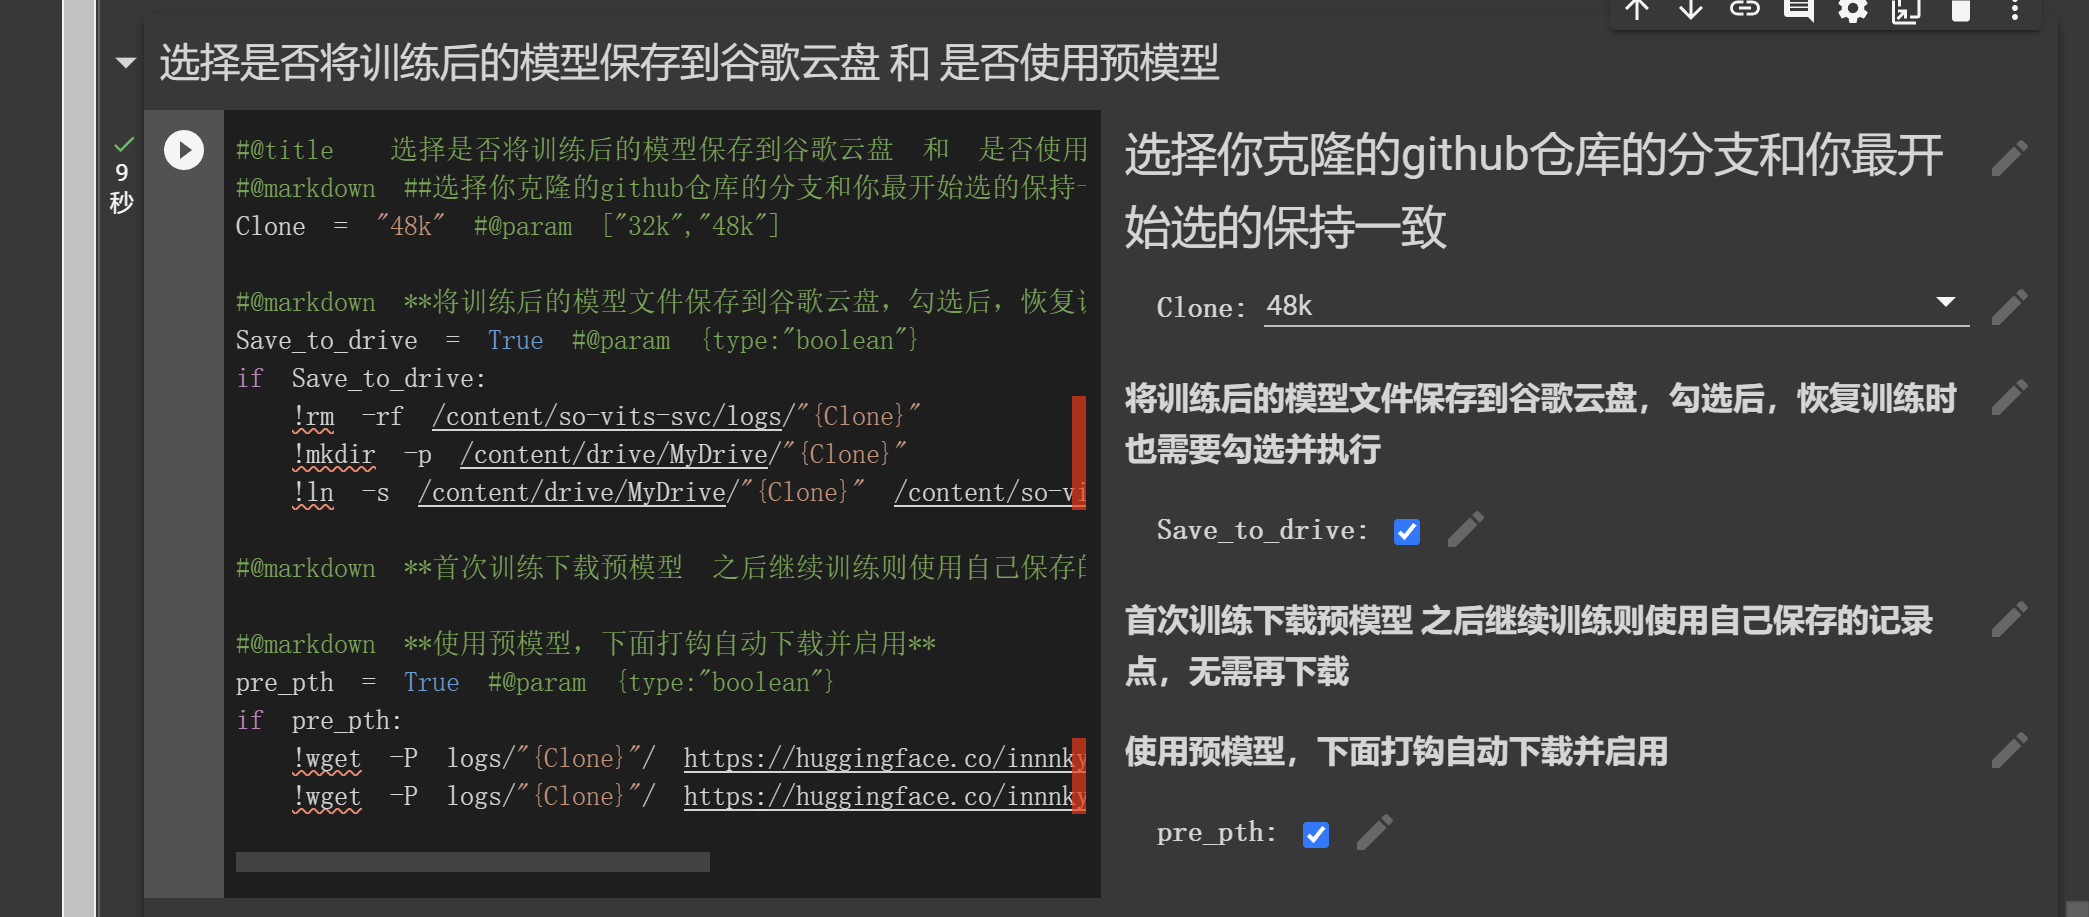 选择是否将训练后的模型保存到谷歌云盘 和 是否使用预模型
9
秒
#@title 选择是否将训练后的模型保存到谷歌云盘 和 是否使用
#@markdown ##选择你克隆的github仓库的分支和你最开始选的保持一
Clone = "48k" #@param ["32k","48k"]
#@markdown **将训练后的模型文件保存到谷歌云盘，勾选后，恢复
Save_to_drive = True #@param {type:"boolean"}
if Save_to_drive:
!rm -rf /content/so-vits-svc/logs/"{Clone}"
!mkdir -p /content/drive/MyDrive/"{Clone}"
!ln -s /content/drive/MyDrive/"{Clone}" /content/so-vi
#@markdown **首次训练下载预模型 之后继续训练则使用自己保存的
#@markdown **使用预模型，下面打钩自动下载并启用**
pre_pth = True #@param {type:"boolean"}
if pre_pth:
!wget -P logs/"{Clone}"/ https://huggingface.co/innnky
!wget -P logs/"{Clone}"/ https://huggingface.co/innnky
选择你克隆的github仓库的分支和你最开
始选的保持一致
Clone: 48k
将训练后的模型文件保存到谷歌云盘，勾选后，恢复训练时
也需要勾选并执行
Save_to_drive:
首次训练下载预模型 之后继续训练则使用自己保存的记录
点，无需再下载
使用预模型，下面打钩自动下载并启用
pre_pth: